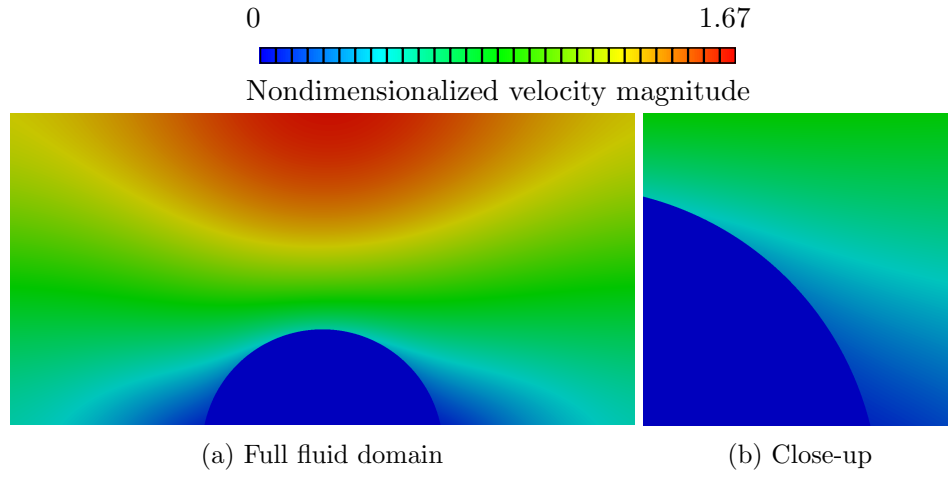 0 1.67
Nondimensionalized velocity magnitude
(a) Full fluid domain
(b) Close-up